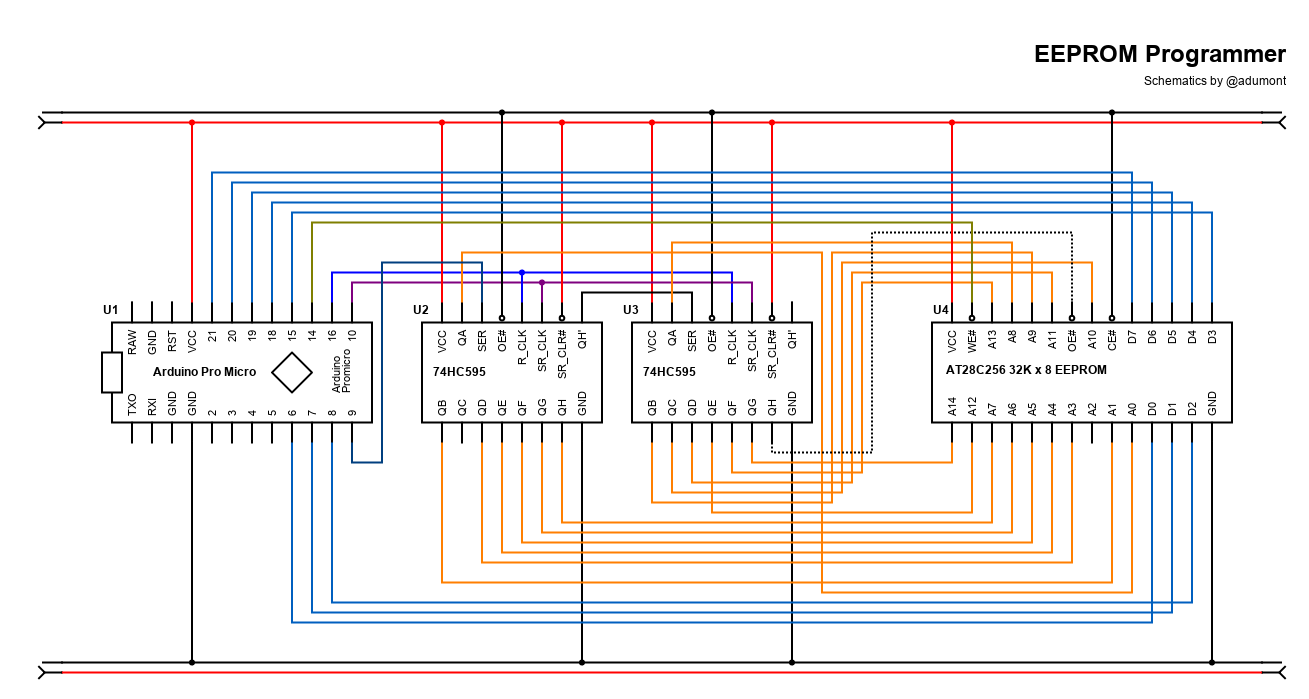 EEPROM Programmer
Schematics by @adumont
U1
RAW GND RST VCC 21 20 19 18 15 14 16 10
Arduino Pro Micro
Arduino
Promicro
TXO RXI GND GND 2 3 4 5 6 7 8 9
U2
VCC QA SER OE# R_CLK SR_CLK SR_CLR# QH'
74HC595
QB QC QD QE QF QG QH GND
U3
VCC QA SER OE# R_CLK SR_CLK SR_CLR# QH'
74HC595
QB QC QD QE QF QG QH GND
U4
VCC WE# A13 A8 A9 A11 OE# A10 CE# D7 D6 D5 D4 D3
AT28C256 32K x 8 EEPROM
A14 A12 A7 A6 A5 A4 A3 A2 A1 A0 D0 D1 D2 GND